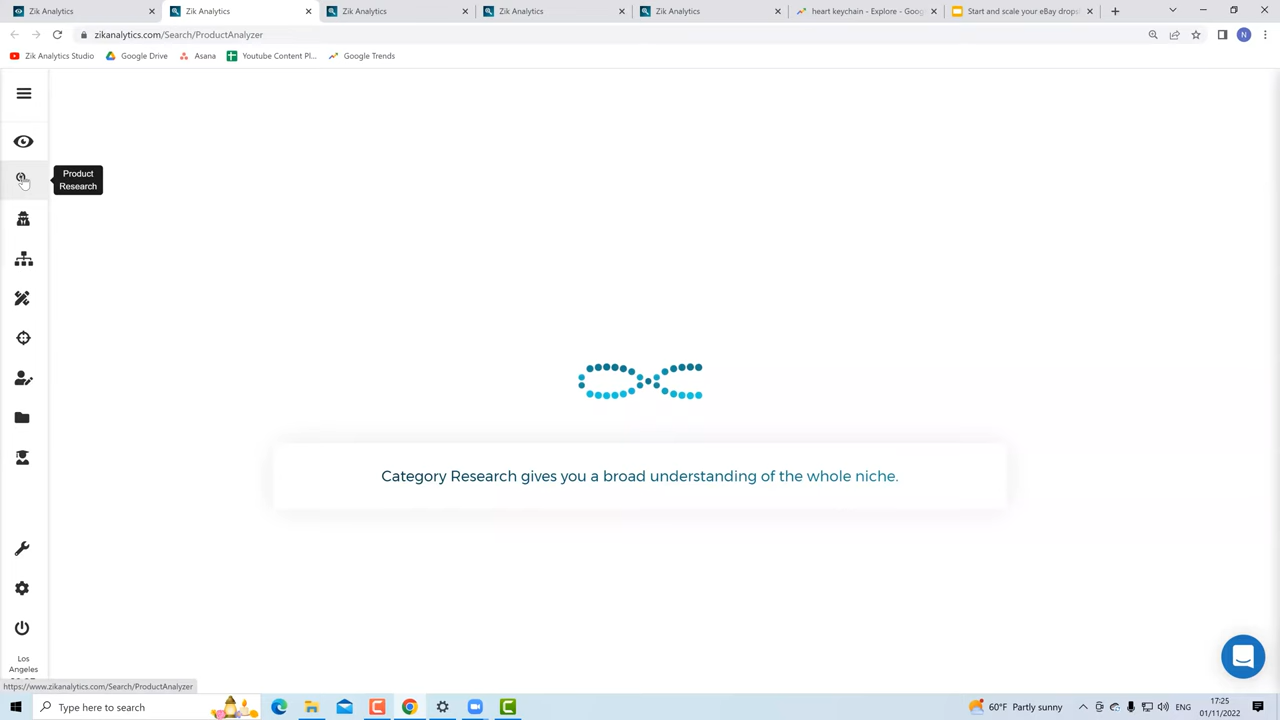 Zik Analytics
Zik Analytics
Zik Analytics
Zik Analytics
Zik Analytics
heart keychain - Explore - Goog
Start and scale your eBay drops
zikanalytics.com/Search/ProductAnalyzer
N
Zik Analytics Studio
Google Drive
Asana
Youtube Content Pl...
Google Trends
Product
Research
Category Research gives you a broad understanding of the whole niche.
Los
Angeles
https://www.zikanalytics.com/Search/ProductAnalyzer
Type here to search
60°F Partly sunny
ENG
17:25
01/11/2022